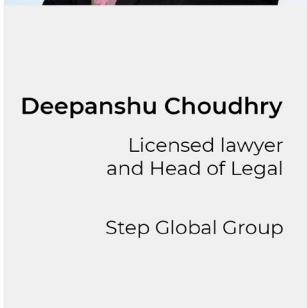 Deepanshu Choudhry
Licensed lawyer
and Head of Legal
Step Global Group